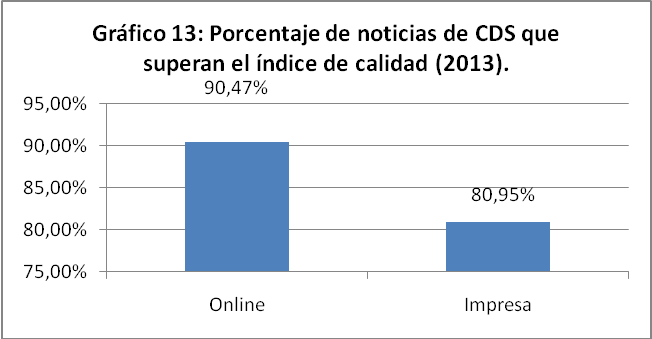 Gráfico 13: Porcentaje de noticias de CDS que
superan el índice de calidad (2013).
90,47%
95,00%
90,00%
85,00%
80,95%
80,00%
75,00%
Online
Impresa